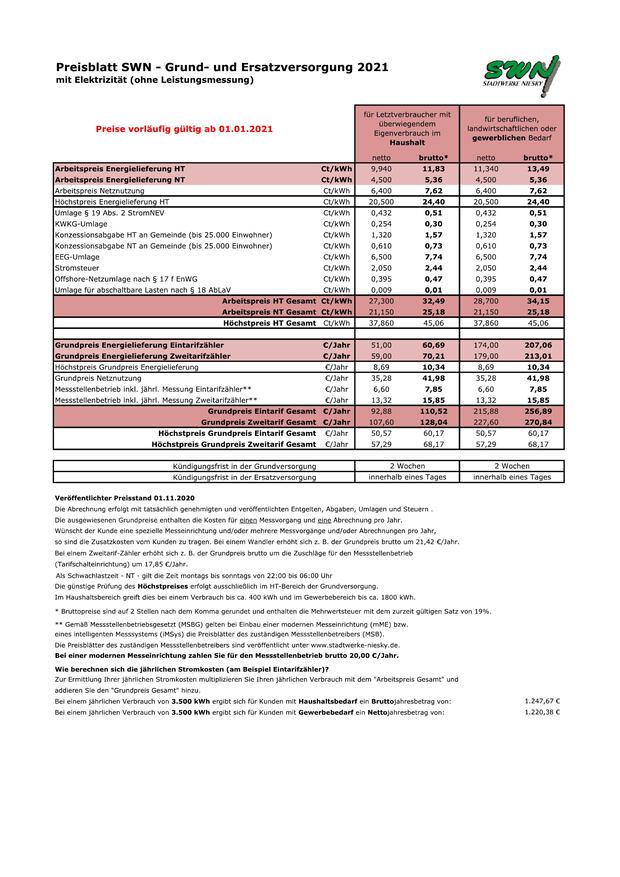 Preisblatt SWN - Grund- und Ersatzversorgung 2021
mit Elektrizität (ohne Leistungsmessung)
SWN
STADTWERKE NIESKY
Preise vorläufig gültig ab 01.01.2021
für Letztverbraucher mit überwiegendem Eigenverbrauch im Haushalt
für beruflichen, landwirtschaftlichen oder gewerblichen Bedarf
netto brutto* netto brutto*
Arbeitspreis Energielieferung HT Ct/kWh 9,940 11,83 11,340 13,49
Arbeitspreis Energielieferung NT Ct/kWh 4,500 5,36 4,500 5,36
Arbeitspreis Netznutzung Ct/kWh 6,400 7,62 6,400 7,62
Höchstpreis Energielieferung HT Ct/kWh 20,500 24,40 20,500 24,40
Umlage § 19 Abs. 2 StromNEV Ct/kWh 0,432 0,51 0,432 0,51
KWKG-Umlage Ct/kWh 0,254 0,30 0,254 0,30
Konzessionsabgabe HT an Gemeinde (bis 25.000 Einwohner) Ct/kWh 1,320 1,57 1,320 1,57
Konzessionsabgabe NT an Gemeinde (bis 25.000 Einwohner) Ct/kWh 0,610 0,73 0,610 0,73
EEG-Umlage Ct/kWh 6,500 7,74 6,500 7,74
Stromsteuer Ct/kWh 2,050 2,44 2,050 2,44
Offshore-Netzumlage nach § 17 f EnWG Ct/kWh 0,395 0,47 0,395 0,47
Umlage für abschaltbare Lasten nach § 18 AbLaV Ct/kWh 0,009 0,01 0,009 0,01
Arbeitspreis HT Gesamt Ct/kWh 27,300 32,49 28,700 34,15
Arbeitspreis NT Gesamt Ct/kWh 21,150 25,18 21,150 25,18
Höchstpreis HT Gesamt Ct/kWh 37,860 45,06 37,860 45,06
Grundpreis Energielieferung Eintarifzähler €/Jahr 51,00 60,69 174,00 207,06
Grundpreis Energielieferung Zweitarifzähler €/Jahr 59,00 70,21 179,00 213,01
Höchstpreis Grundpreis Energielieferung €/Jahr 8,69 10,34 8,69 10,34
Grundpreis Netznutzung €/Jahr 35,28 41,98 35,28 41,98
Messstellenbetrieb inkl. jährl. Messung Eintarifzähler** €/Jahr 6,60 7,85 6,60 7,85
Messstellenbetrieb inkl. jährl. Messung Zweitarifzähler** €/Jahr 13,32 15,85 13,32 15,85
Grundpreis Eintarif Gesamt €/Jahr 92,88 110,52 215,88 256,89
Grundpreis Zweitarif Gesamt €/Jahr 107,60 128,04 227,60 270,84
Höchstpreis Grundpreis Eintarif Gesamt €/Jahr 50,57 60,17 50,57 60,17
Höchstpreis Grundpreis Zweitarif Gesamt €/Jahr 57,29 68,17 57,29 68,17
Kündigungsfrist in der Grundversorgung 2 Wochen 2 Wochen
Kündigungsfrist in der Ersatzversorgung innerhalb eines Tages innerhalb eines Tages
Veröffentlichter Preisstand 01.11.2020
Die Abrechnung erfolgt mit tatsächlich genehmigten und veröffentlichten Entgelten, Abgaben, Umlagen und Steuern .
Die ausgewiesenen Grundpreise enthalten die Kosten für einen Messvorgang und eine Abrechnung pro Jahr.
Wünscht der Kunde eine spezielle Messeinrichtung und/oder mehrere Messvorgänge und/oder Abrechnungen pro Jahr,
so sind die Zusatzkosten vom Kunden zu tragen. Bei einem Wandler erhöht sich z. B. der Grundpreis brutto um 21,42 €/Jahr.
Bei einem Zweitarif-Zähler erhöht sich z. B. der Grundpreis brutto um die Zuschläge für den Messstellenbetrieb
(Tarifschalteinrichtung) um 17,85 €/Jahr.
Als Schwachlastzeit - NT - gilt die Zeit montags bis sonntags von 22:00 bis 06:00 Uhr
Die günstige Prüfung des Höchstpreises erfolgt ausschließlich im HT-Bereich der Grundversorgung.
Im Haushaltsbereich greift dies bei einem Verbrauch bis ca. 400 kWh und im Gewerbebereich bis ca. 1800 kWh.
* Bruttopreise sind auf 2 Stellen nach dem Komma gerundet und enthalten die Mehrwertsteuer mit dem zurzeit gültigen Satz von 19%.
** Gemäß Messstellenbetriebsgesetzt (MSBG) gelten bei Einbau einer modernen Messeinrichtung (mME) bzw.
eines intelligenten Messsystems (iMSys) die Preisblätter des zuständigen Messstellenbetreibers (MSB).
Die Preisblätter des zuständigen Messstellenbetreibers sind veröffentlicht unter www.stadtwerke-niesky.de.
Bei einer modernen Messeinrichtung zahlen Sie für den Messstellenbetrieb brutto 20,00 €/Jahr.
Wie berechnen sich die jährlichen Stromkosten (am Beispiel Eintarifzähler)?
Zur Ermittlung Ihrer jährlichen Stromkosten multiplizieren Sie Ihren jährlichen Verbrauch mit dem "Arbeitspreis Gesamt" und
addieren Sie den "Grundpreis Gesamt" hinzu.
Bei einem jährlichen Verbrauch von 3.500 kWh ergibt sich für Kunden mit Haushaltsbedarf ein Bruttojahresbetrag von: 1.247,67 €
Bei einem jährlichen Verbrauch von 3.500 kWh ergibt sich für Kunden mit Gewerbebedarf ein Nettojahresbetrag von: 1.220,38 €